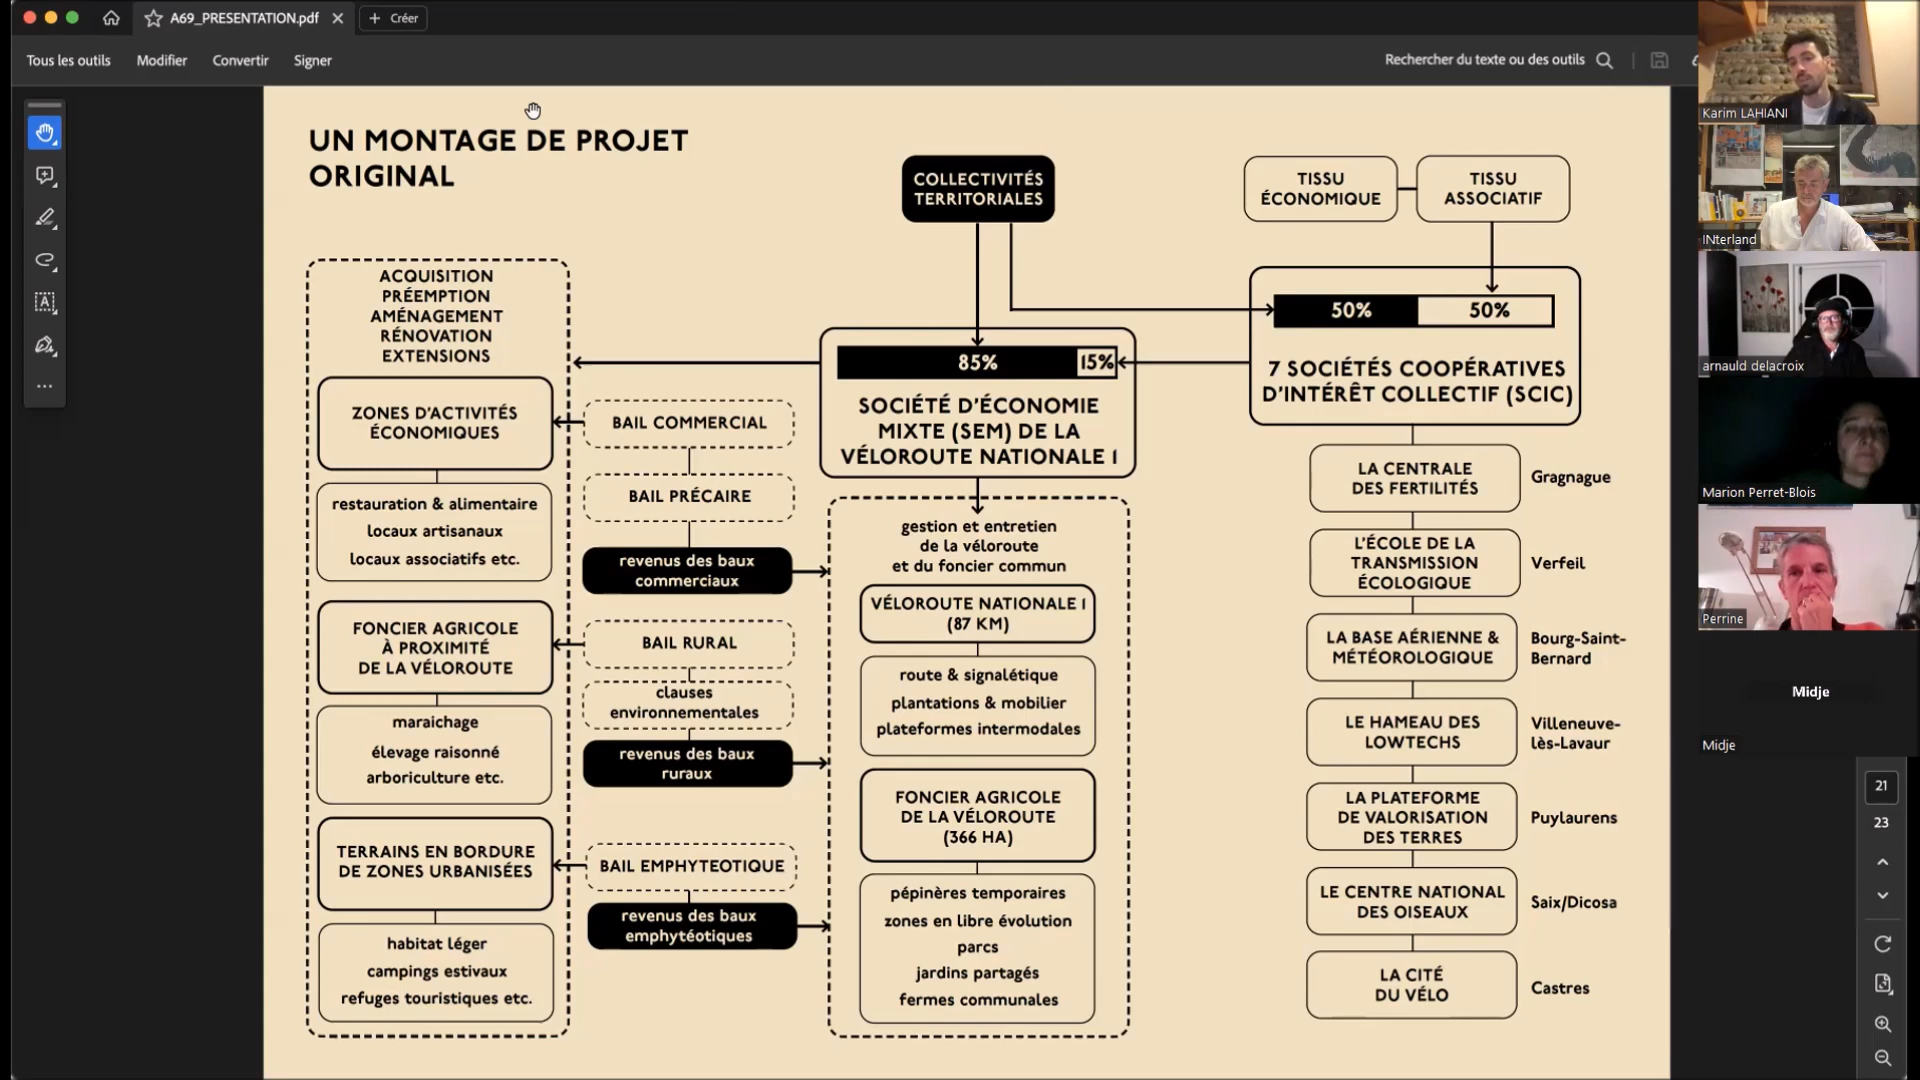 A69_PRESENTATION.pdf
Créer
Tous les outils
Modifier
Convertir
Signer
Rechercher du texte ou des outils
UN MONTAGE DE PROJET
ORIGINAL
COLLECTIVITÉS
TERRITORIALES
TISSU
ÉCONOMIQUE
TISSU
ASSOCIATIF
ACQUISITION
PRÉEMPTION
AMÉNAGEMENT
RÉNOVATION
EXTENSIONS
ZONES D'ACTIVITÉS
ÉCONOMIQUES
restauration & alimentaire
locaux artisanaux
locaux associatifs etc.
FONCIER AGRICOLE
À PROXIMITÉ
DE LA VÉLOROUTE
maraichage
élevage raisonné
arboriculture etc.
TERRAINS EN BORDURE
DE ZONES URBANISÉES
habitat léger
campings estivaux
refuges touristiques etc.
BAIL COMMERCIAL
BAIL PRÉCAIRE
revenus des baux
commerciaux
BAIL RURAL
clauses
environnementales
revenus des baux
ruraux
BAIL EMPHYTEOTIQUE
revenus des baux
emphytéotiques
85%
15%
SOCIÉTÉ D'ÉCONOMIE
MIXTE (SEM) DE LA
VÉLOROUTE NATIONALE 1
gestion et entretien
de la véloroute
et du foncier commun
VÉLOROUTE NATIONALE 1
(87 KM)
route & signalétique
plantations & mobilier
plateformes intermodales
FONCIER AGRICOLE
DE LA VÉLOROUTE
(366 HA)
pépinères temporaires
zones en libre évolution
parcs
jardins partagés
fermes communales
50%
50%
7 SOCIÉTÉS COOPÉRATIVES
D'INTÉRÊT COLLECTIF (SCIC)
LA CENTRALE
DES FERTILITÉS
Gragnague
L'ÉCOLE DE LA
TRANSMISSION
ÉCOLOGIQUE
Verfeil
LA BASE AÉRIENNE &
MÉTÉOROLOGIQUE
Bourg-Saint-
Bernard
LE HAMEAU DES
LOWTECHS
Villeneuve-
lès-Lavaur
LA PLATEFORME
DE VALORISATION
DES TERRES
Puylaurens
LE CENTRE NATIONAL
DES OISEAUX
Saix/Dicosa
LA CITÉ
DU VÉLO
Castres
Karim LAHIANI
INterland
arnauld delacroix
Marion Perret-Blois
Perrine
Midje
Midje
21
23